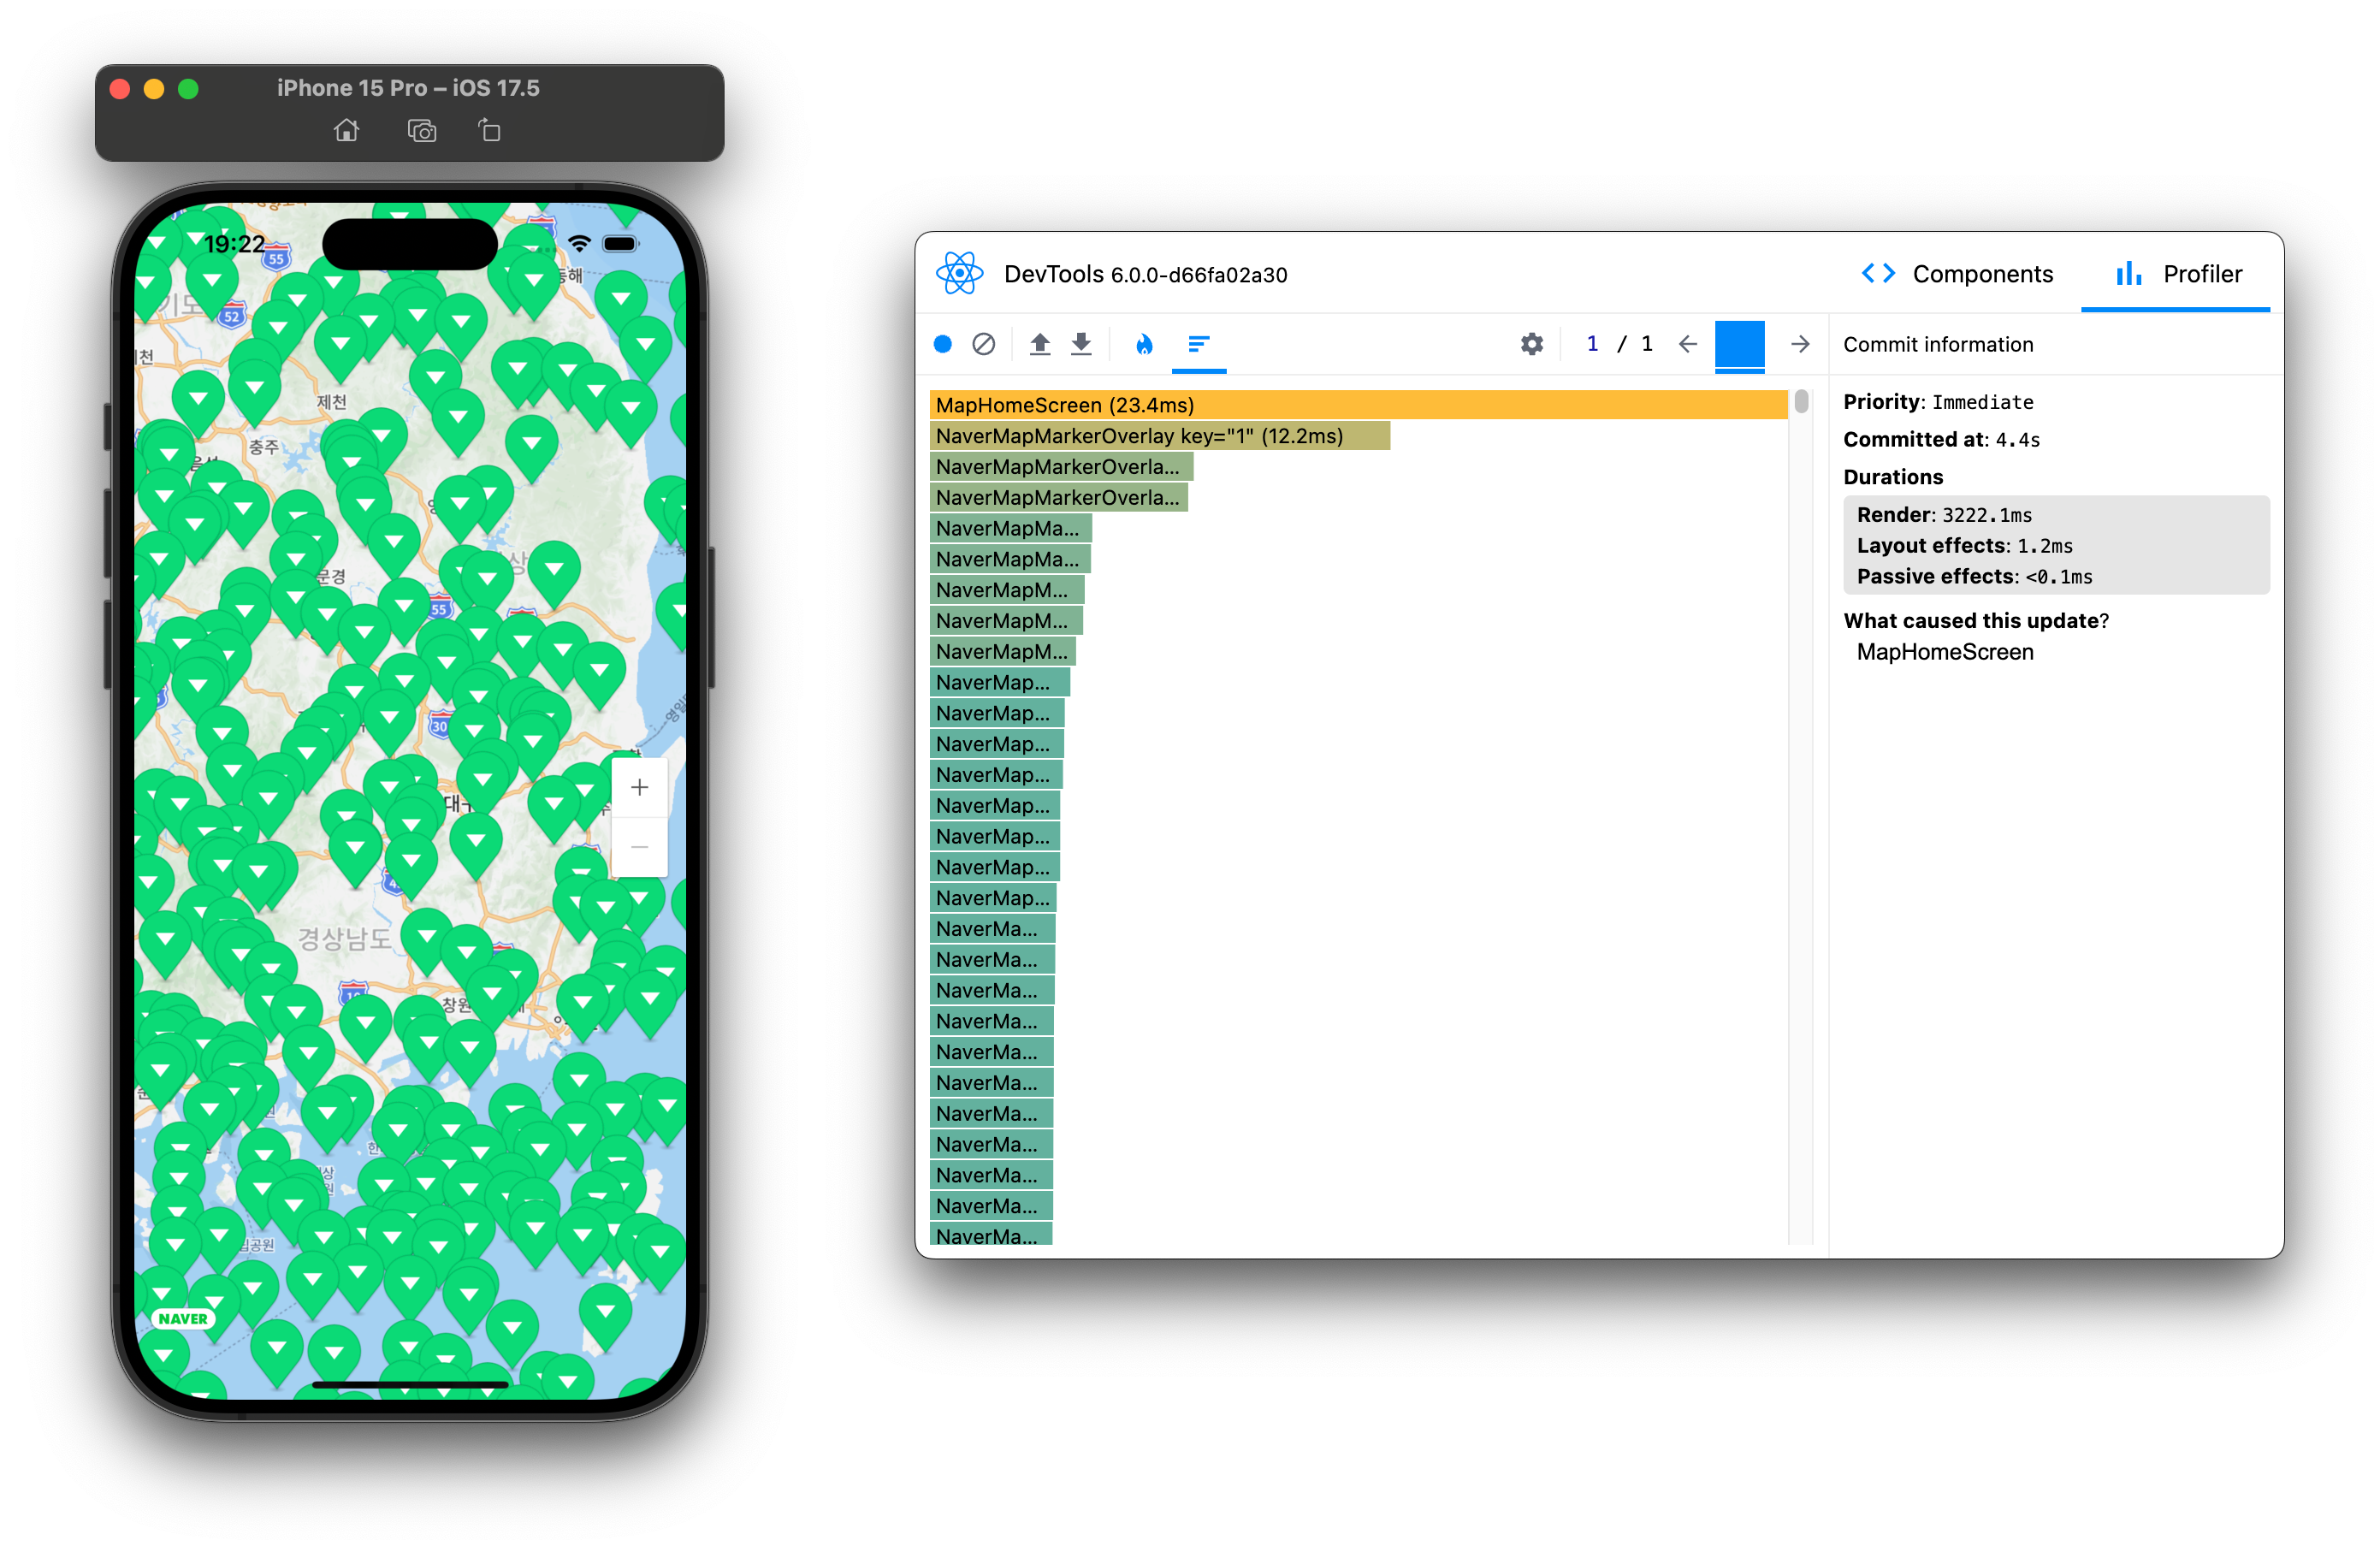 iPhone 15 Pro – iOS 17.5
19:22
55
동해
52
제천
충주
문경
55
30
경상남도
창원
NAVER
DevTools 6.0.0-d66fa02a30
Components
Profiler
1 / 1
Commit information
MapHomeScreen (23.4ms)
NaverMapMarkerOverlay key="1" (12.2ms)
NaverMapMarkerOverla...
NaverMapMarkerOverla...
NaverMapMa...
NaverMapMa...
NaverMapM...
NaverMapM...
NaverMapM...
NaverMap...
NaverMap...
NaverMap...
NaverMap...
NaverMap...
NaverMap...
NaverMap...
NaverMap...
NaverMa...
NaverMa...
NaverMa...
NaverMa...
NaverMa...
NaverMa...
NaverMa...
NaverMa...
NaverMa...
NaverMa...
NaverMa...
Priority: Immediate
Committed at: 4.4s
Durations
Render: 3222.1ms
Layout effects: 1.2ms
Passive effects: <0.1ms
What caused this update?
MapHomeScreen